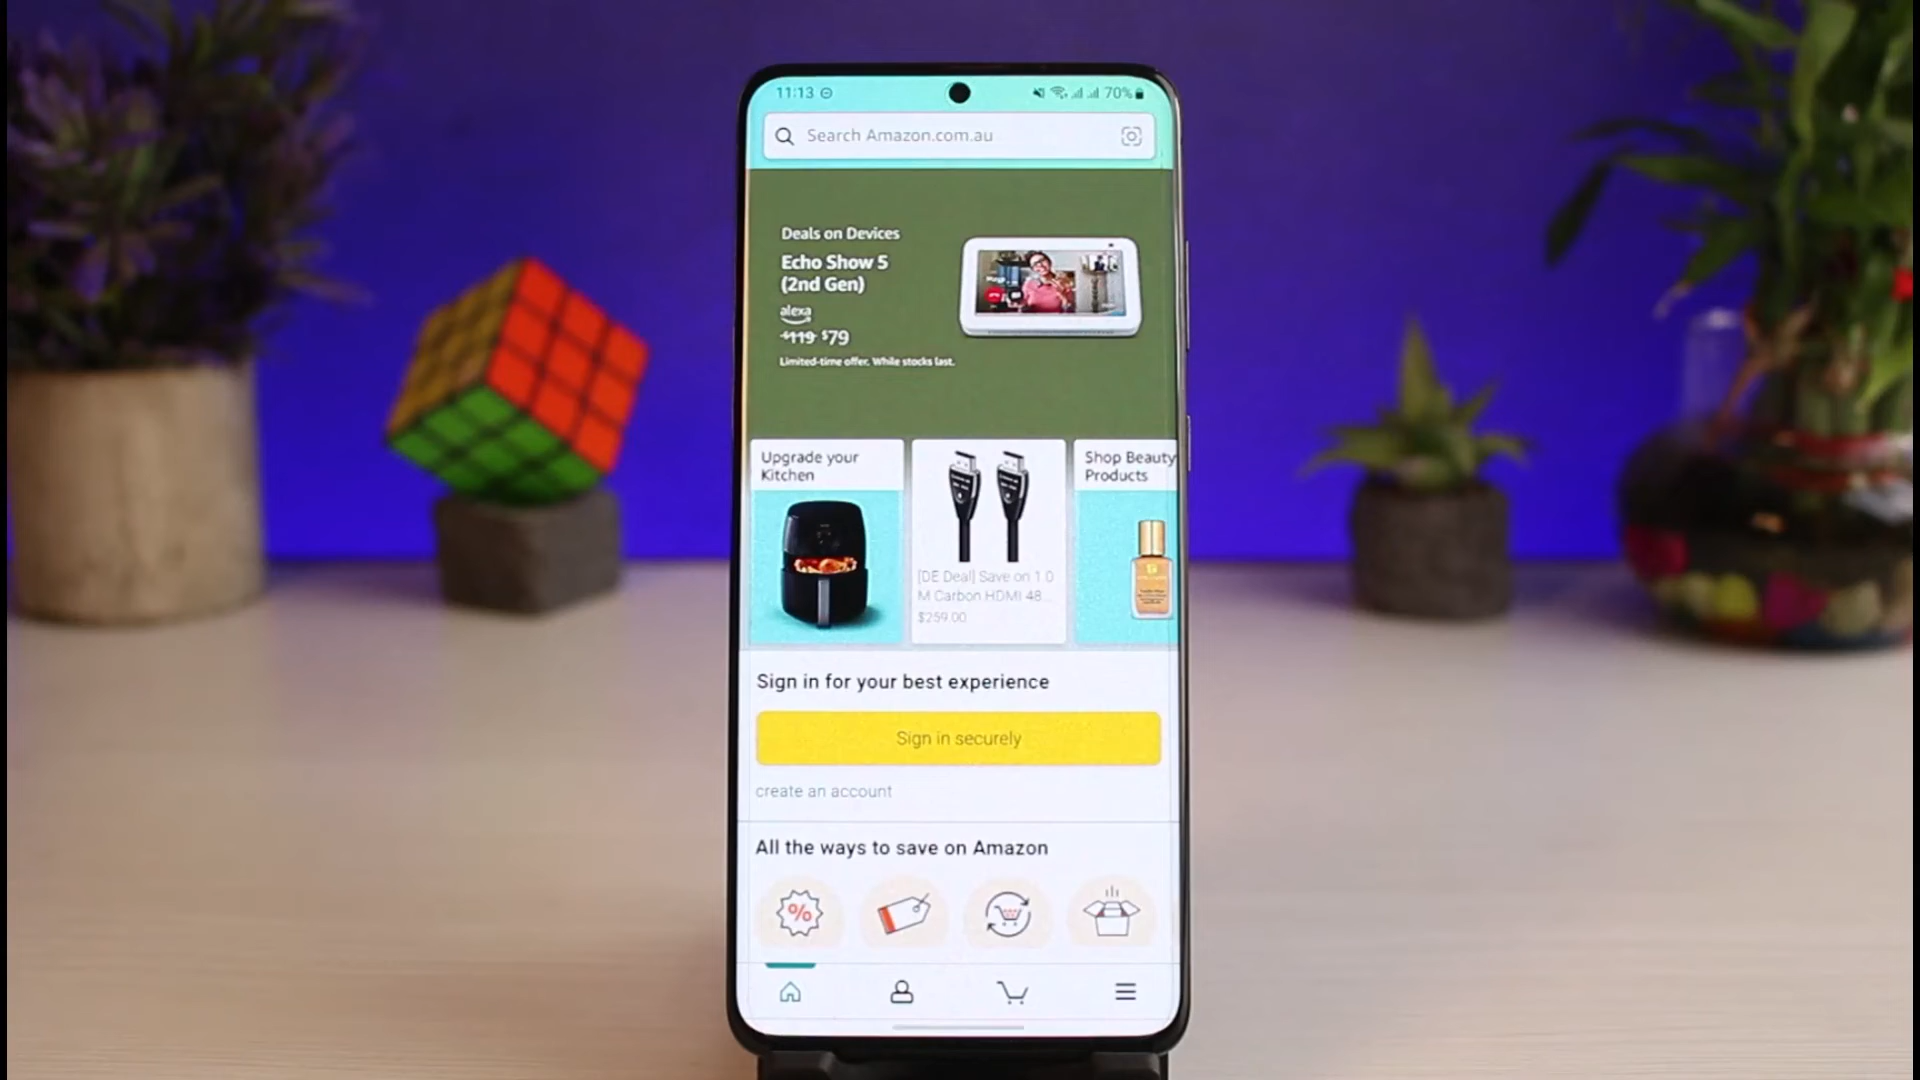 11:13
70%
Search Amazon.com.au
Deals on Devices
Echo Show 5
(2nd Gen)
alexa
$119 $79
Limited-time offer. While stocks last.
Upgrade your
Kitchen
[DE Deal] Save on 1.0
M Carbon HDMI 48...
$259.00
Shop Beauty
Products
Sign in for your best experience
Sign in securely
create an account
All the ways to save on Amazon
%